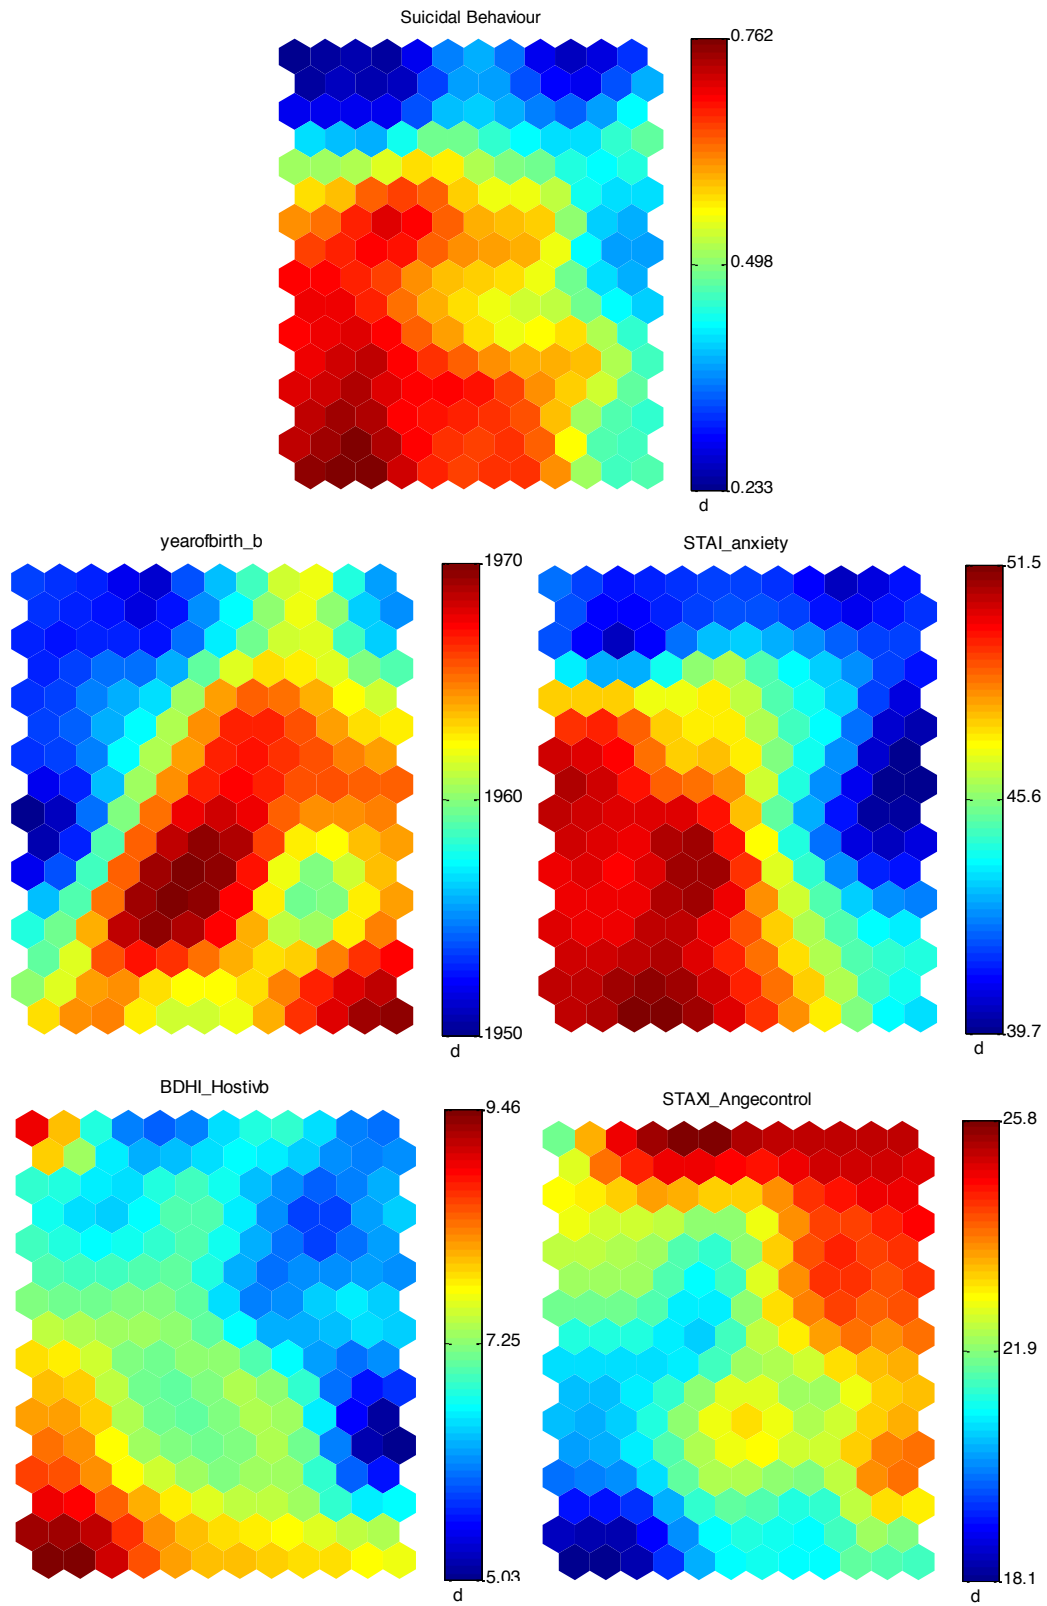 Suicidal Behaviour
0.762
0.498
0.233
d
yearofbirth_b
1970
1960
1950
d
STAI_anxiety
51.5
45.6
39.7
d
BDHI_Hostivb
9.46
7.25
5.03
d
STAXI_Angecontrol
25.8
21.9
18.1
d